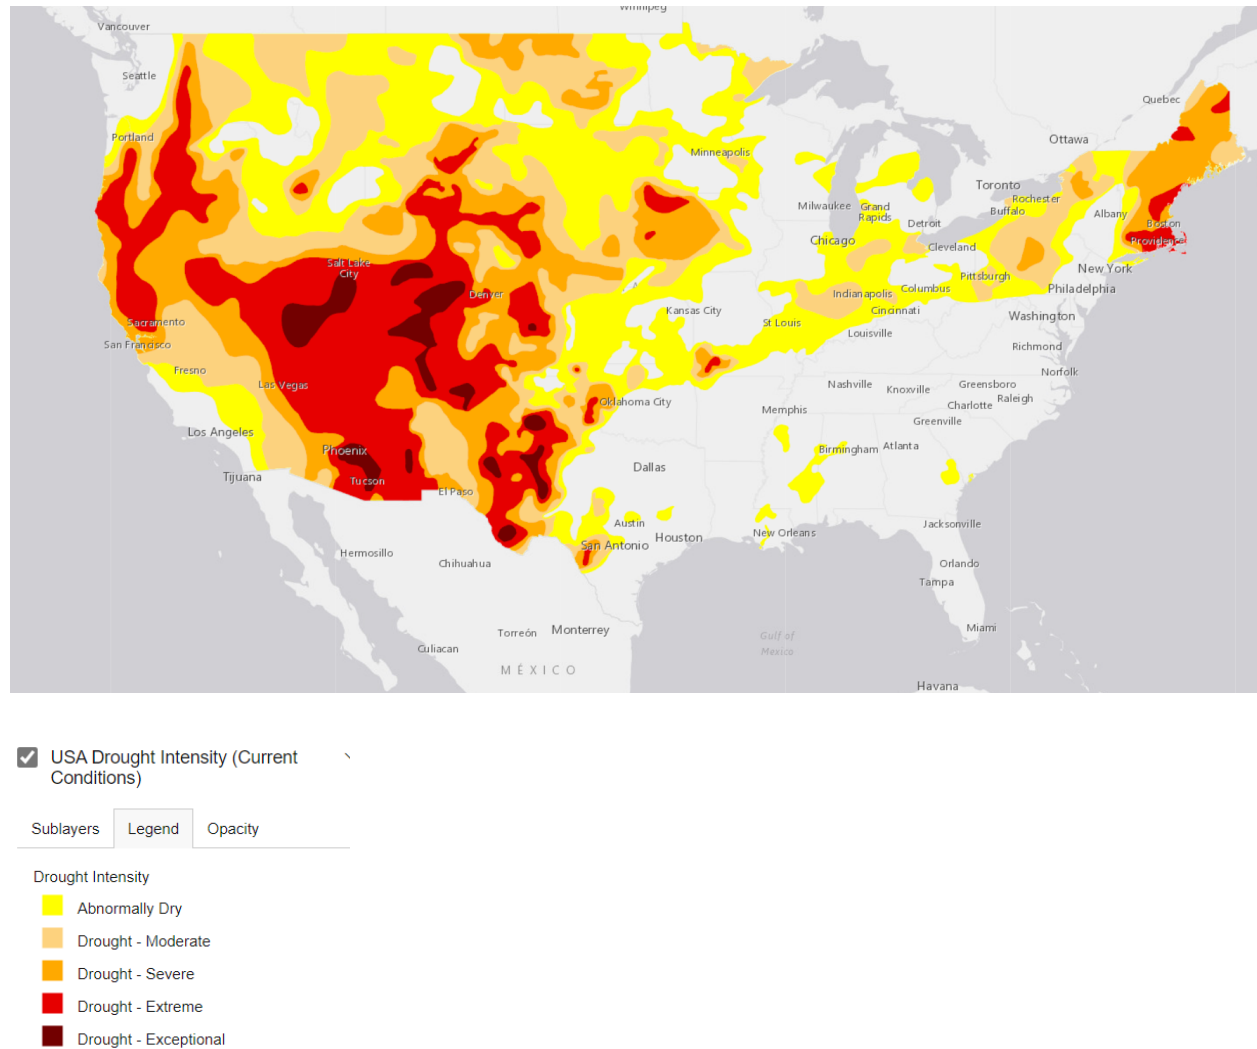 Winnipeg
Vancouver
Seattle
Quebec
Portland
Ottawa
Minneapolis
Toronto
Milwaukee
Grand
Rapids
Rochester
Buffalo
Albany
Detroit
Boston
Chicago
Cleveland
Providence
Salt Lake
City
Pittsburgh
New York
Denver
Indianapolis
Columbus
Philadelphia
Kansas City
Cincinnati
Washington
Sacramento
St Louis
Louisville
San Francisco
Richmond
Fresno
Norfolk
Las Vegas
Nashville
Knoxville
Greensboro
Oklahoma City
Memphis
Charlotte
Raleigh
Greenville
Los Angeles
Phoenix
Birmingham
Atlanta
Dallas
Tijuana
Tucson
El Paso
Austin
Jacksonville
New Orleans
Houston
San Antonio
Hermosillo
Chihuahua
Orlando
Tampa
Torreón
Monterrey
Miami
Gulf of
Mexico
Culiacan
MÉXICO
Havana
USA Drought Intensity (Current
Conditions)
Sublayers Legend Opacity
Drought Intensity
Abnormally Dry
Drought - Moderate
Drought - Severe
Drought - Extreme
Drought - Exceptional